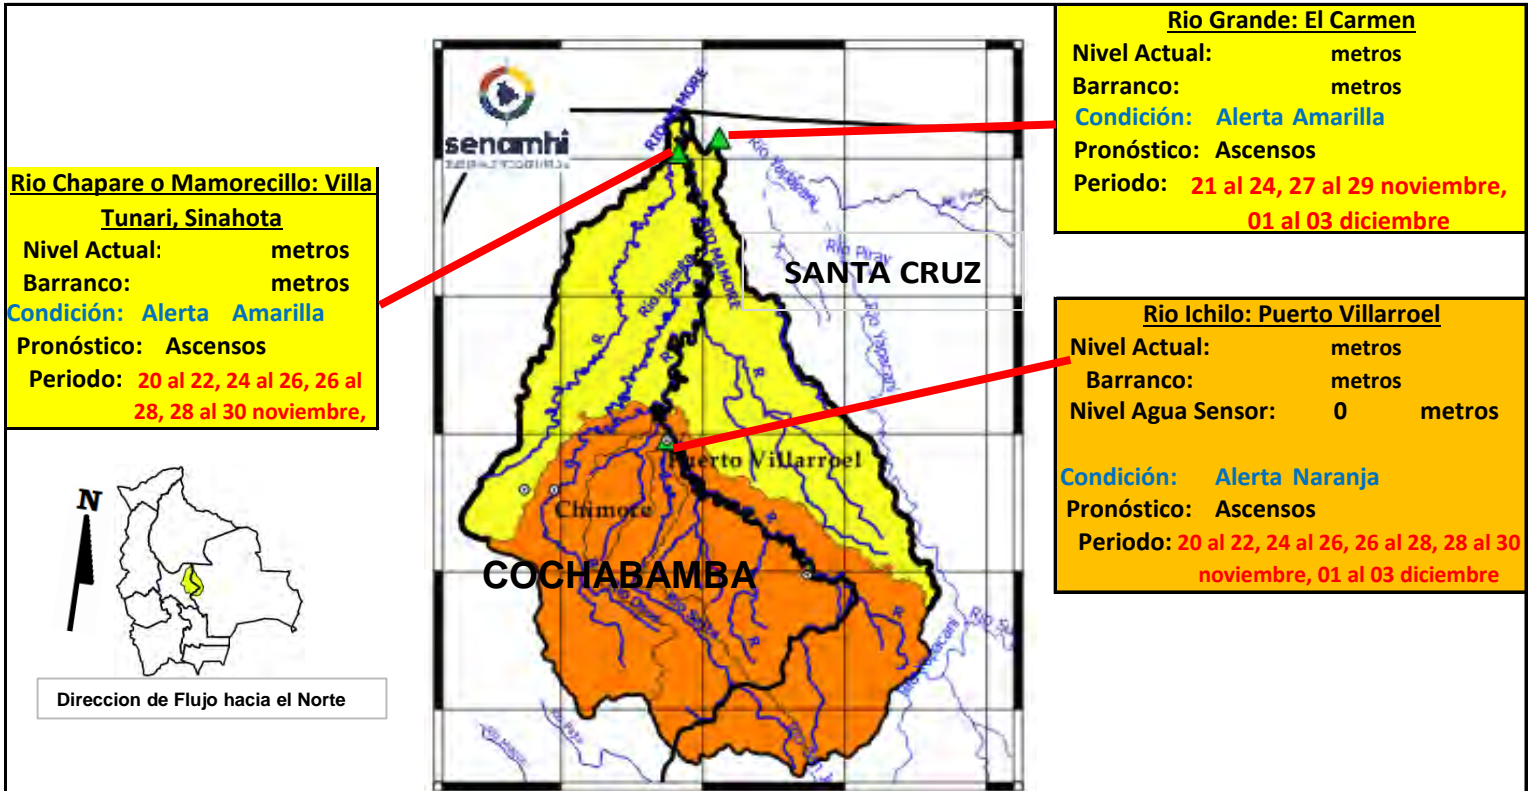 Rio Grande: El Carmen
Nivel Actual: metros
Barranco: metros
Condición: Alerta Amarilla
Pronóstico: Ascensos
Periodo: 21 al 24, 27 al 29 noviembre,
01 al 03 diciembre
senamhi
RIO MAMORE
Rio Chapare o Mamorecillo: Villa
Tunari, Sinahota
Nivel Actual: metros
Barranco: metros
Condición: Alerta Amarilla
Pronóstico: Ascensos
Periodo: 20 al 22, 24 al 26, 26 al
28, 28 al 30 noviembre,
Rio Yapacani
Rio Piray
SANTA CRUZ
RIO MAMORE
R
R
R
Rio Yapacani
Rio Ichilo: Puerto Villarroel
Nivel Actual: metros
Barranco: metros
Nivel Agua Sensor: 0 metros
Condición: Alerta Naranja
Pronóstico: Ascensos
Periodo: 20 al 22, 24 al 26, 26 al 28, 28 al 30
noviembre, 01 al 03 diciembre
Puerto Villarroel
R
Chimore
COCHABAMBA
R
R
N
Direccion de Flujo hacia el Norte